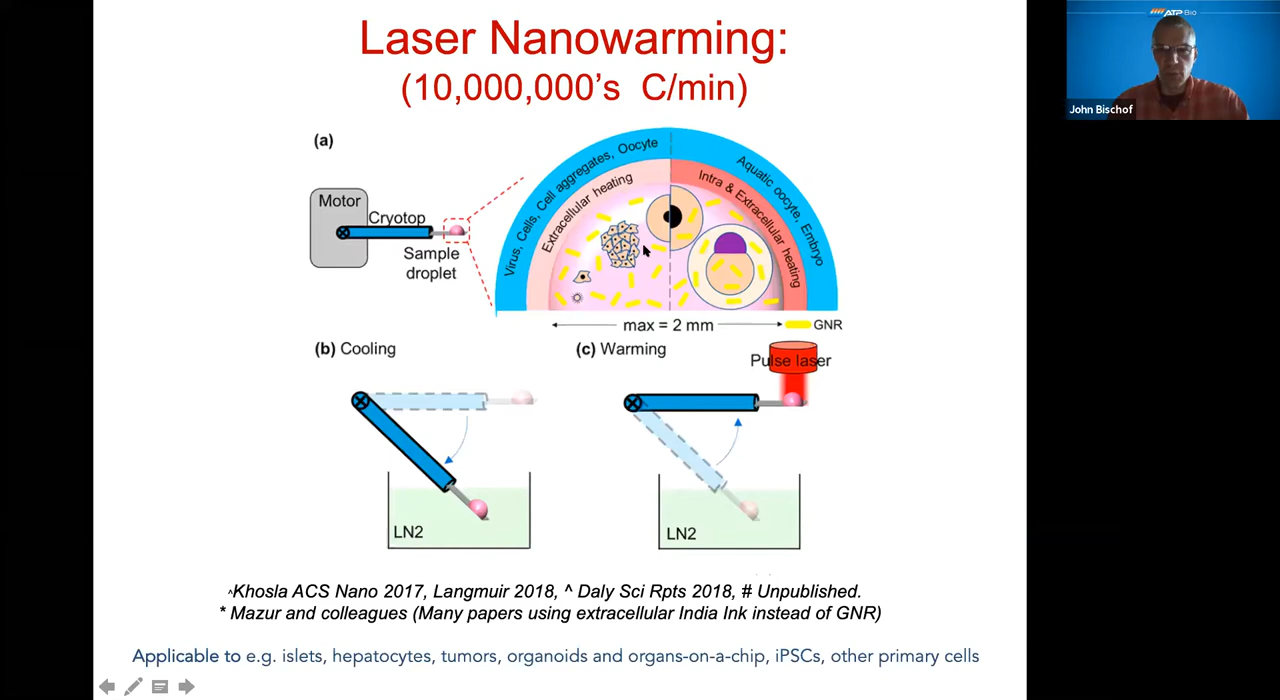 Laser Nanowarming:
(10,000,000's C/min)
ATP Bio
John Bischof
(a)
Motor
Cryotop
Sample
droplet
Virus, Cells, Cell aggregates, Oocyte
Extracellular heating
Aquatic oocyte, Embryo
Intra & Extracellular heating
max = 2 mm
GNR
(b) Cooling
(c) Warming
Pulse laser
LN2
LN2
^Khosla ACS Nano 2017, Langmuir 2018, ^ Daly Sci Rpts 2018, # Unpublished.
* Mazur and colleagues (Many papers using extracellular India Ink instead of GNR)
Applicable to e.g. islets, hepatocytes, tumors, organoids and organs-on-a-chip, iPSCs, other primary cells